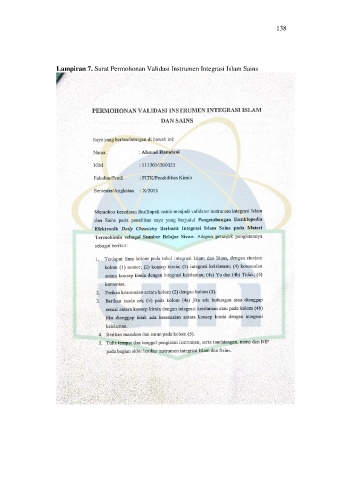 138
Lampiran 7. Surat Permohonan Validasi Instrumen Integrasi Islam Sains
PERMOHONAN VALIDASI INSTRUMEN INTEGRASI ISLAM
DAN SAINS
Saya yang bertandatangan di bawah ini:
Nama : Ahmad Hamdani
NIM : 11150162000023
Fakultas/Prodi : FITK/Pendidikan Kimia
Semester/Angkatan : X/2015
Memohon kesediaan Ibu/Bapak untuk menjadi validator instrumen integrasi Islam
dan Sains pada penelitian saya yang berjudul Pengembangan Ensiklopedia
Elektronik Daily Chemistry Berbasis Integrasi Islam Sains pada Materi
Termokimia sebagai Sumber Belajar Siswa. Adapun petunjuk pengisiannya
sebagai berikut:
1. Terdapat lima kolom pada tabel integrasi Islam dan Sains, dengan rincian:
kolom (1) nomor; (2) konsep kimia; (3) integrasi keislaman; (4) kesesuaian
antara konsep kimia dengan integrasi keislaman; (4a) Ya dan (4b) Tidak; (5)
komentar.
2. Periksa kesesuaian antara kolom (2) dengan kolom (3).
3. Berikan tanda cek (√) pada kolom (4a) jika ada hubungan atau dianggap
sesuai antara konsep kimia dengan integrasi keislaman atau pada kolom (4b)
jika dianggap tidak ada kesesuaian antara konsep kimia dengan integrasi
keislaman.
4. Berikan masukan dan saran pada kolom (5).
5. Tulis tempat dan tanggal pengisian instrumen, serta tandatangan, nama dan NIP
pada bagian akhir lembar instrumen integrasi Islam dan Sains.